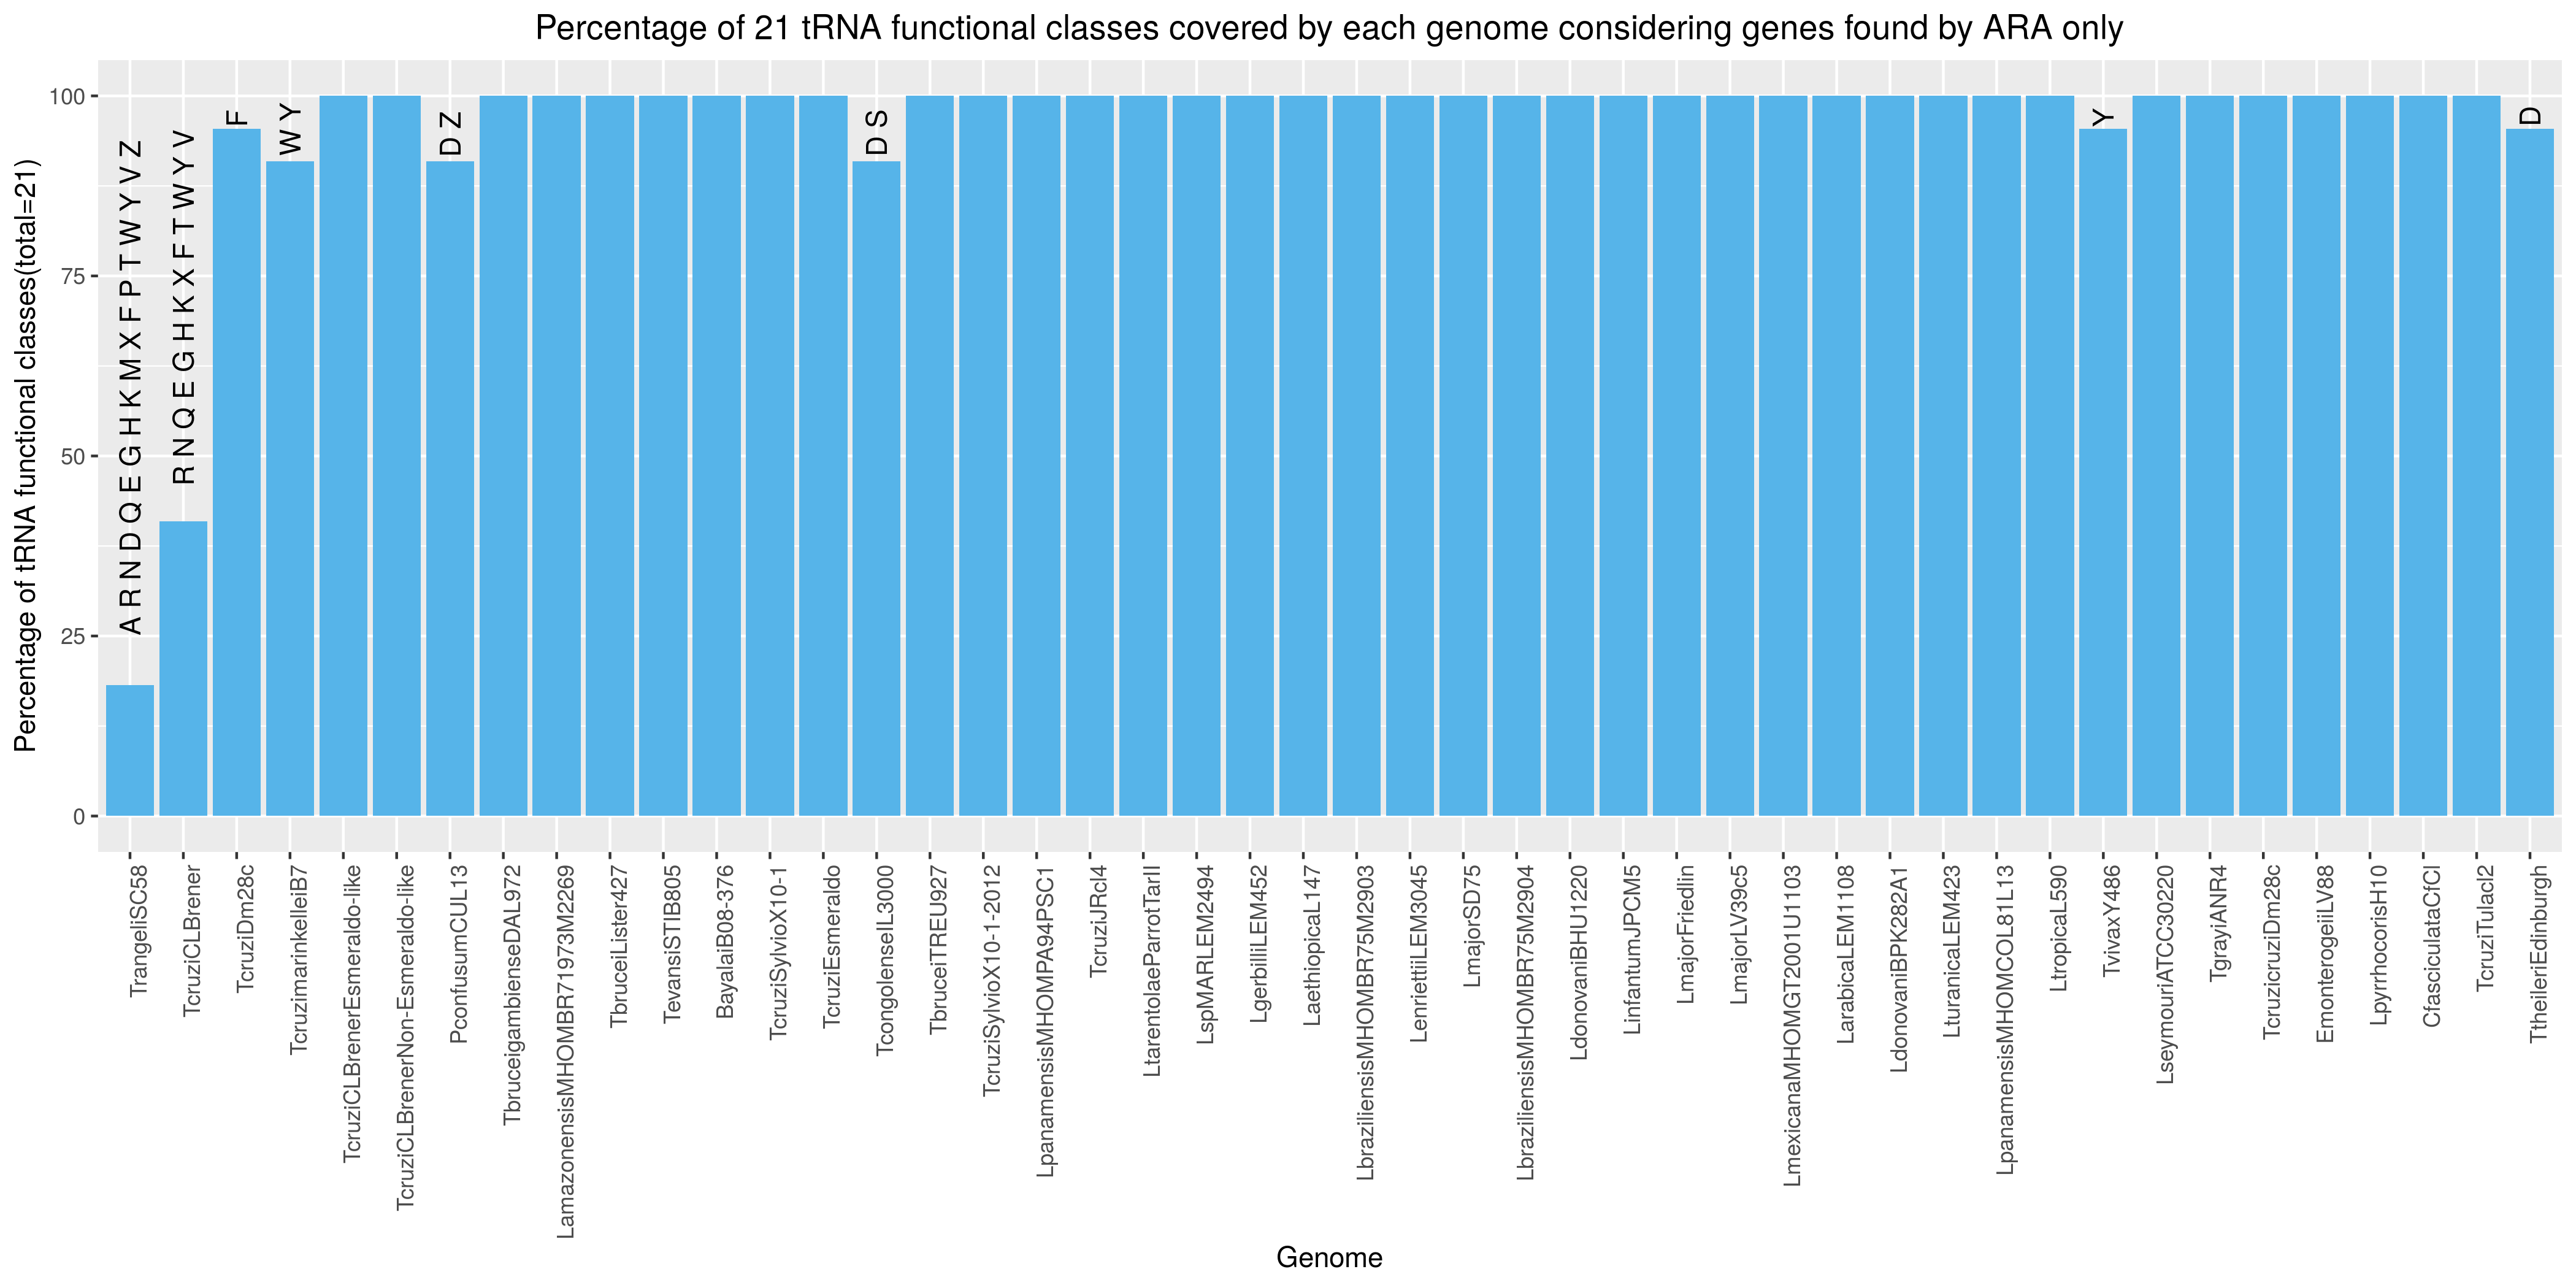 Percentage of 21 tRNA functional classes covered by each genome considering genes found by ARA only
Percentage of tRNA functional classes(total=21)
100
75
50
25
0
A R N D Q E G H K M X F P T W Y V Z
R N Q E G H K X F T W Y V
F
W Y
D Z
D S
Y
D
TrangeliSC58
TcruziCLBrener
TcruziDm28c
TcruzimarinkelleiB7
TcruziCLBrenerEsmeraldo-like
TcruziCLBrenerNon-Esmeraldo-like
PconfusumCUL13
TbruceigambienseDAL972
LamazonensisMHOMBR71973M2269
TbruceiLister427
TevansiSTIB805
BayalaiB08-376
TcruziSylvioX10-1
TcruziEsmeraldo
TcongolenseIL3000
TbruceiTREU927
TcruziSylvioX10-1-2012
LpanamensisMHOMPA94PSC1
TcruziJRcl4
LtarentolaeParrotTarII
LspMARLEM2494
LgerbilliLEM452
LaethiopicaL147
LbraziliensisMHOMBR75M2903
LenriettiiLEM3045
LmajorSD75
LbraziliensisMHOMBR75M2904
LdonovaniBHU1220
LinfantumJPCM5
LmajorFriedlin
LmajorLV39c5
LmexicanaMHOMGT2001U1103
LarabicaLEM1108
LdonovaniBPK282A1
LturanicaLEM423
LpanamensisMHOMCOL81L13
LtropicaL590
TvivaxY486
LseymouriATCC30220
TgrayiANR4
TcruzicruziDm28c
EmonterogeiiLV88
LpyrrhocorisH10
CfasciculataCfCl
TcruziTulacl2
TtheileriEdinburgh
Genome